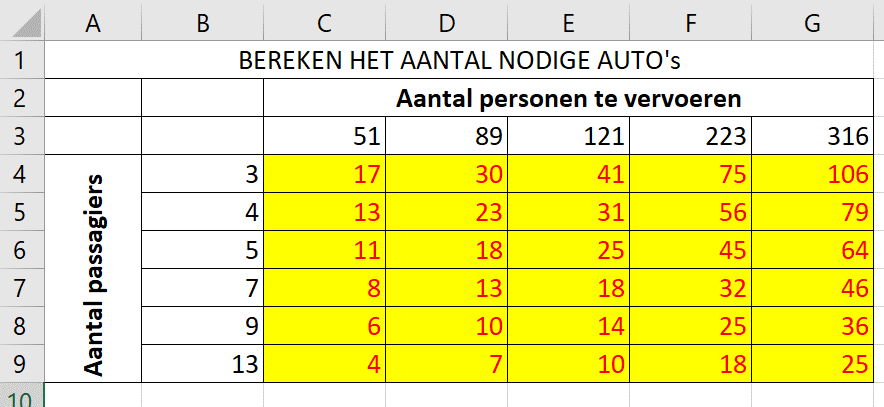 A B C D E F G
1 BEREKEN HET AANTAL NODIGE AUTO's
2 Aantal personen te vervoeren
3 51 89 121 223 316
Aantal passagiers
4 3 17 30 41 75 106
5 4 13 23 31 56 79
6 5 11 18 25 45 64
7 7 8 13 18 32 46
8 9 6 10 14 25 36
9 13 4 7 10 18 25
10